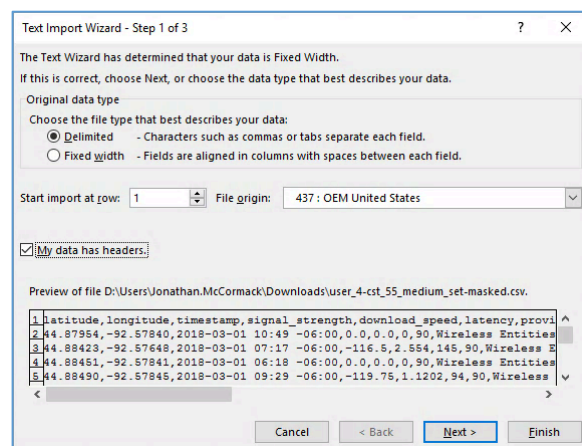 Text Import Wizard - Step 1 of 3 ? ×
The Text Wizard has determined that your data is Fixed Width.
If this is correct, choose Next, or choose the data type that best describes your data.
Original data type
Choose the file type that best describes your data:
Delimited - Characters such as commas or tabs separate each field.
Fixed width - Fields are aligned in columns with spaces between each field.
Start import at row: 1 File origin: 437 : OEM United States
My data has headers.
Preview of file D:\Users\Jonathan.McCormack\Downloads\user_4-cst_55_medium_set-masked.csv.
1 latitude,longitude,timestamp,signal_strength,download_speed,latency,provi
2 44.87954,-92.57840,2018-03-01 10:49 -06:00,0.0,0.0,0,90,Wireless Entities
3 44.88423,-92.57648,2018-03-01 07:17 -06:00,-116.5,2.554,145,90,Wireless E
4 44.88451,-92.57841,2018-03-01 06:18 -06:00,0.0,0.0,0,90,Wireless Entities
5 44.88490,-92.57845,2018-03-01 09:29 -06:00,-119.75,1.1202,94,90,Wireless
Cancel < Back Next > Finish